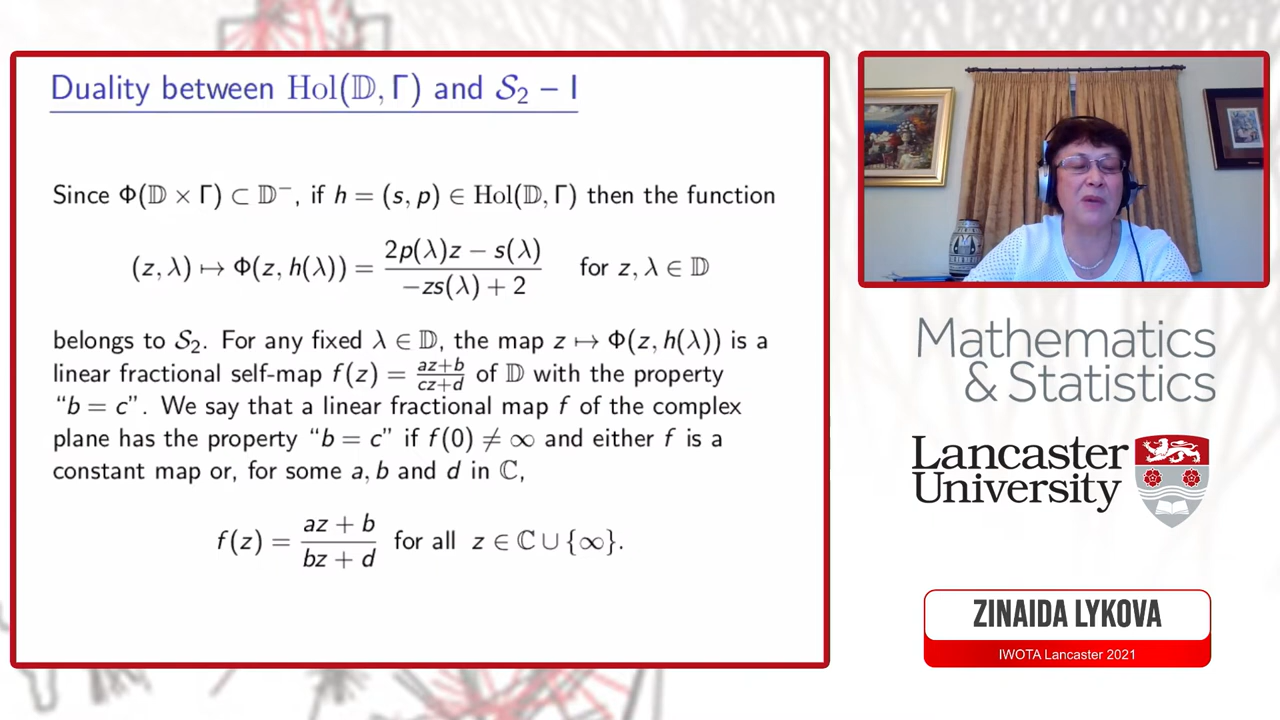 Duality between Hol(𝔻, Γ) and 𝒮₂ – I
Since Φ(𝔻 × Γ) ⊂ 𝔻⁻, if h = (s, p) ∈ Hol(𝔻, Γ) then the function
(z, λ) ↦ Φ(z, h(λ)) = \frac{2p(λ)z − s(λ)}{−zs(λ) + 2} for z, λ ∈ 𝔻
belongs to 𝒮₂. For any fixed λ ∈ 𝔻, the map z ↦ Φ(z, h(λ)) is a
linear fractional self-map f(z) = \frac{az+b}{cz+d} of 𝔻 with the property
“b = c”. We say that a linear fractional map f of the complex
plane has the property “b = c” if f(0) ≠ ∞ and either f is a
constant map or, for some a, b and d in ℂ,
f(z) = \frac{az + b}{bz + d} for all z ∈ ℂ ∪ {∞}.
Mathematics
& Statistics
Lancaster
University
ZINAIDA LYKOVA
IWOTA Lancaster 2021